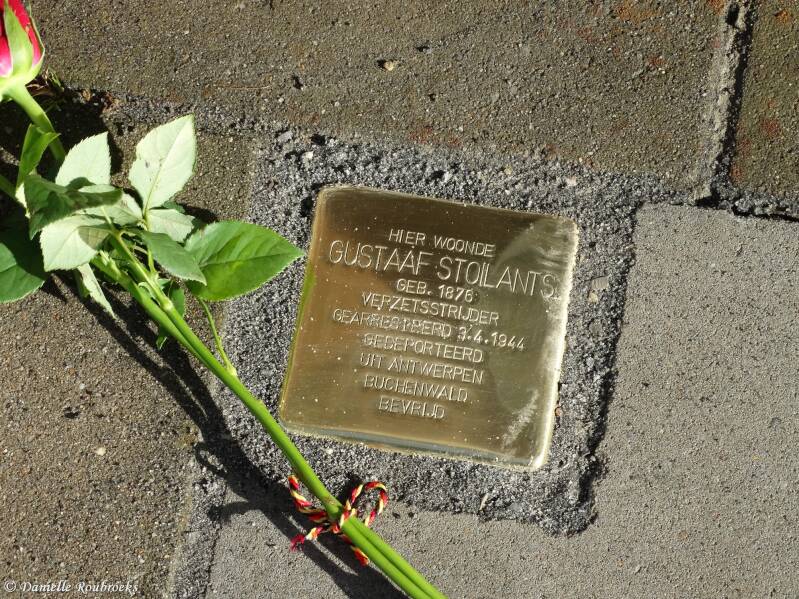 HIER WOONDE
GUSTAAF STOILANTS
GEB. 1876
VERZETSSTRIJDER
GEARRESTEERD 3.4.1944
GEDEPORTEERD
UIT ANTWERPEN
BUCHENWALD
BEVRIJD
© Danielle Roubroeks